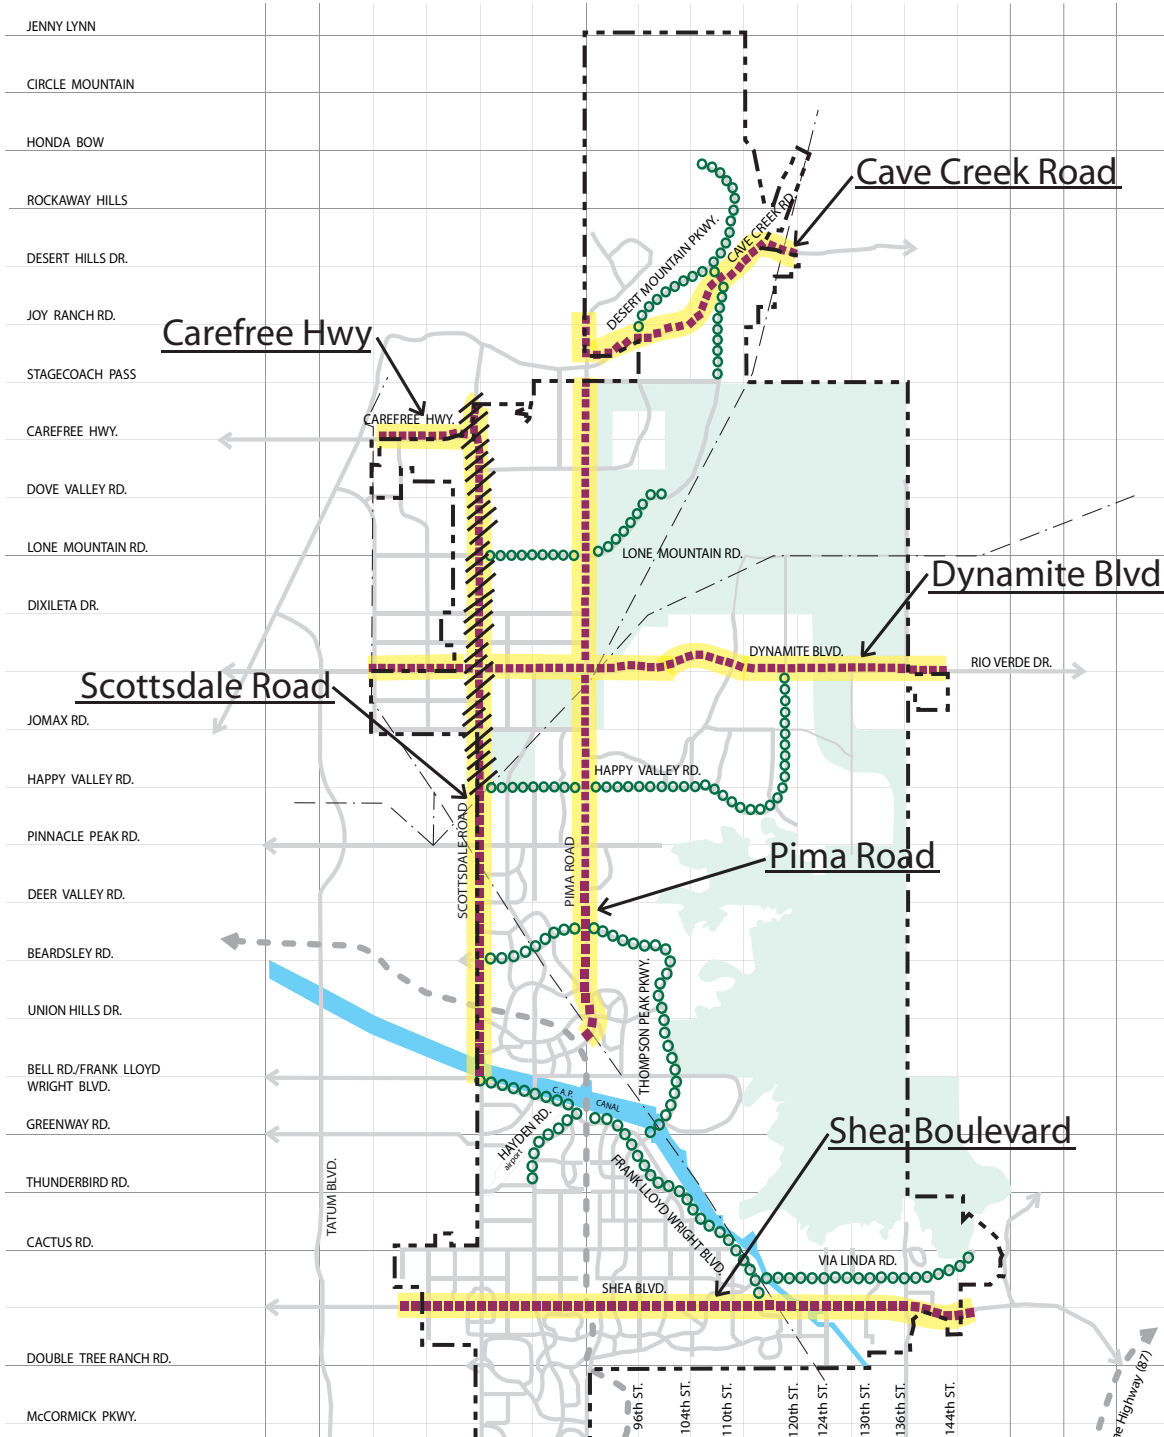 JENNY LYNN
CIRCLE MOUNTAIN
HONDA BOW
Cave Creek Road
ROCKAWAY HILLS
CAVE CREEK RD.
DESERT MOUNTAIN PKWY.
DESERT HILLS DR.
JOY RANCH RD.
Carefree Hwy
STAGECOACH PASS
CAREFREE HWY.
CAREFREE HWY.
DOVE VALLEY RD.
LONE MOUNTAIN RD.
LONE MOUNTAIN RD.
Dynamite Blvd
DIXILETA DR.
DYNAMITE BLVD.
RIO VERDE DR.
Scottsdale Road
JOMAX RD.
HAPPY VALLEY RD.
HAPPY VALLEY RD.
PINNACLE PEAK RD.
SCOTTSDALE ROAD
PIMA ROAD
Pima Road
DEER VALLEY RD.
BEARDSLEY RD.
THOMPSON PEAK PKWY.
UNION HILLS DR.
BELL RD./FRANK LLOYD
WRIGHT BLVD.
C.A.P.
CANAL
GREENWAY RD.
HAYDEN RD.
airport
Shea Boulevard
THUNDERBIRD RD.
TATUM BLVD.
FRANK LLOYD WRIGHT BLVD.
CACTUS RD.
VIA LINDA RD.
SHEA BLVD.
DOUBLE TREE RANCH RD.
McCORMICK PKWY.
96th ST.
104th ST.
110th ST.
120th ST.
124th ST.
130th ST.
136th ST.
144th ST.
Highway (87)